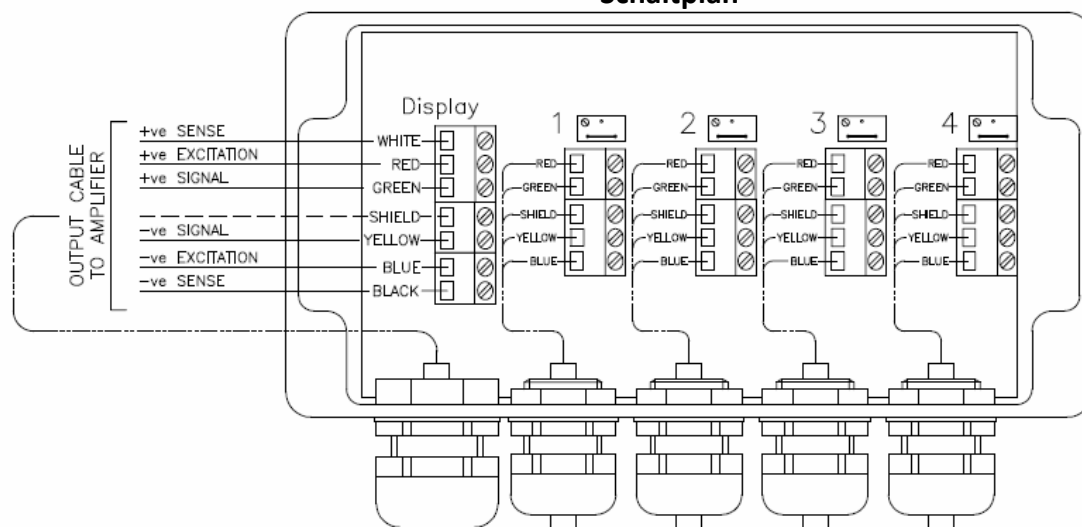 Schaltplan
Display 1 2 3 4
OUTPUT CABLE
TO AMPLIFIER
+ve SENSE WHITE
+ve EXCITATION RED RED RED RED RED
+ve SIGNAL GREEN GREEN GREEN GREEN GREEN
SHIELD SHIELD SHIELD SHIELD SHIELD
-ve SIGNAL YELLOW YELLOW YELLOW YELLOW YELLOW
-ve EXCITATION BLUE BLUE BLUE BLUE BLUE
-ve SENSE BLACK